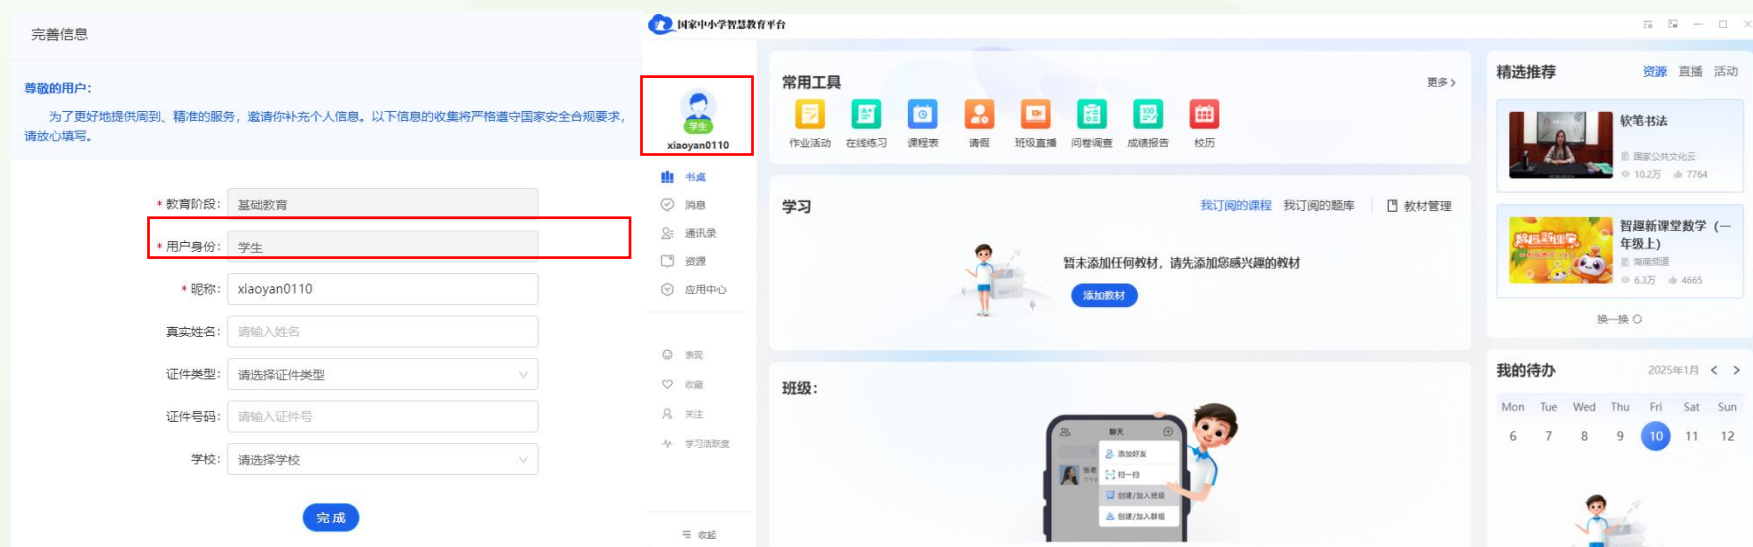 完善信息
尊敬的用户：
为了更好地提供周到、精准的服务，邀请你补充个人信息。以下信息的收集将严格遵守国家安全合规要求，
请放心填写。
* 教育阶段： 基础教育
* 用户身份： 学生
* 昵称： xiaoyan0110
真实姓名： 请输入姓名
证件类型： 请选择证件类型
证件号码： 请输入证件号
学校： 请选择学校
完成
国家中小学智慧教育平台
学生
xiaoyan0110
书桌
消息
通讯录
资源
应用中心
表现
收藏
关注
学习活跃度
收起
常用工具
更多
作业活动 在线练习 课程表 请假 班级直播 问卷调查 成绩报告 校历
学习
我订阅的课程 我订阅的题库 教材管理
暂未添加任何教材，请先添加您感兴趣的教材
添加教材
班级：
聊天
添加好友
扫一扫
创建/加入班级
创建/加入群组
精选推荐
资源 直播 活动
软笔书法
国家公共文化云
10.2万 7764
智趣新课堂数学（一
年级上）
湖南频道
6.3万 4665
换一换
我的待办
2025年1月
Mon Tue Wed Thu Fri Sat Sun
6 7 8 9 10 11 12